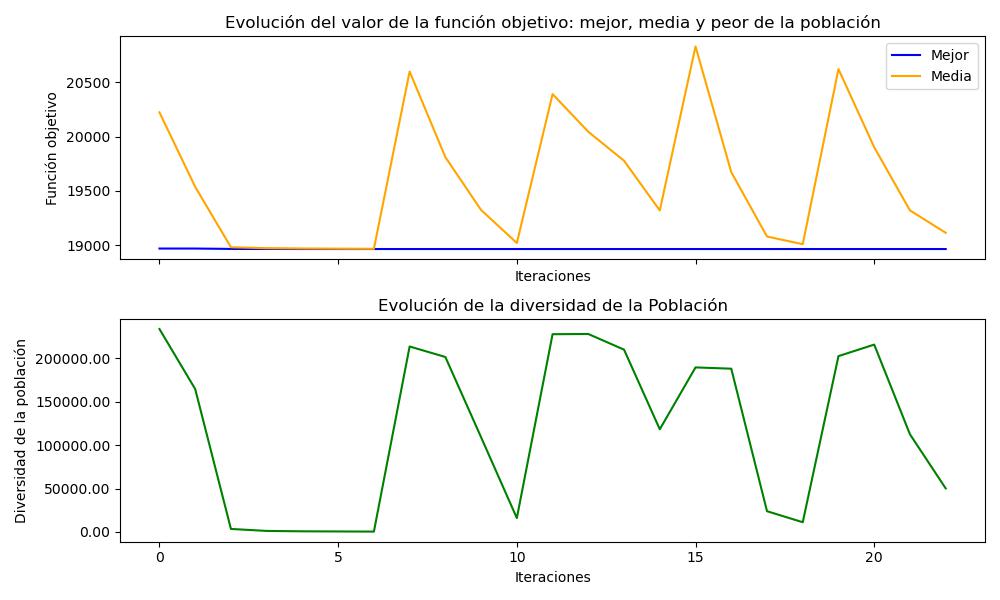 Evolución del valor de la función objetivo: mejor, media y peor de la población
Función objetivo
20500
20000
19500
19000
Mejor
Media
Iteraciones
Evolución de la diversidad de la Población
Diversidad de la población
200000.00
150000.00
100000.00
50000.00
0.00
0 5 10 15 20
Iteraciones